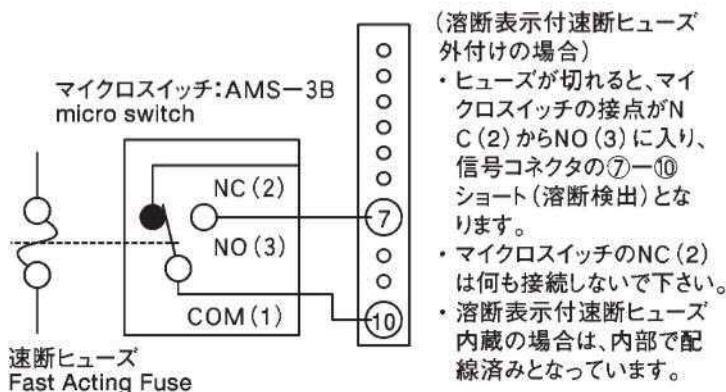 マイクロスイッチ:AMS−3B
micro switch
NC(2)
NO(3)
COM(1)
7
10
速断ヒューズ
Fast Acting Fuse
(溶断表示付速断ヒューズ
外付けの場合)
・ヒューズが切れると、マイ
クロスイッチの接点がN
C(2)からNO(3)に入り、
信号コネクタの⑦ー⑩
ショート(溶断検出)とな
ります。
・マイクロスイッチのNC(2)
は何も接続しないで下さい。
・溶断表示付速断ヒューズ
内蔵の場合は、内部で配
線済みとなっています。